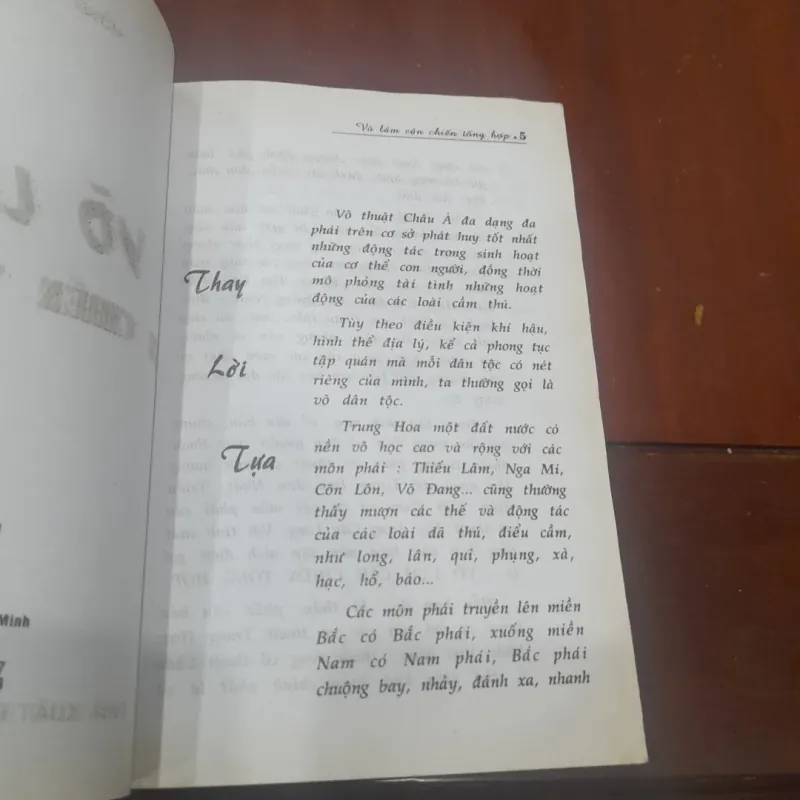 Võ lâm cận chiến tổng hợp . 5
Thay
Lời
Tựa
Võ thuật Châu Á đa dạng đa
phái trên cơ sở phát huy tốt nhất
những động tác trong sinh hoạt
của cơ thể con người, đồng thời
mô phỏng tài tình những hoạt
động của các loài cầm thú.
Tùy theo điều kiện khí hậu,
hình thể địa lý, kể cả phong tục
tập quán mà mỗi dân tộc có nét
riêng của mình, ta thường gọi là
võ dân tộc.
Trung Hoa một đất nước có
nền võ học cao và rộng với các
môn phái : Thiếu Lâm, Nga Mi,
Côn Lôn, Võ Đang... cũng thường
thấy mượn các thế và động tác
của các loài dã thú, điểu cầm,
như long, lân, qui, phụng, xà,
hạc, hổ, báo...
Các môn phái truyền lên miền
Bắc có Bắc phái, xuống miền
Nam có Nam phái, Bắc phái
chuộng bay, nhảy, đánh xa, nhanh
VÕ L
CHIẾN
Minh
7